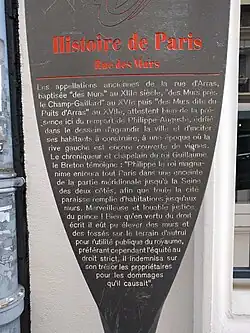 Histoire de Paris
Rue des Murs
Des appellations anciennes de la rue d'Arras,
baptisée "des Murs" au XIIIe siècle, "des Murs près
le Champ-Gaillard" au XVIe puis "des Murs dite du
Puits d'Arras" au XVIIe, attestent bien de la pré-
sence ici du rempart de Philippe-Auguste, édifié
dans le dessein d'agrandir la ville et d'inciter
ses habitants à construire, à une époque où la
rive gauche est encore couverte de vignes.
Le chroniqueur et chapelain du roi Guillaume
le Breton témoigne : "Philippe le roi magna-
nime entoura tout Paris dans une enceinte
de la partie méridionale jusqu'à la Seine
des deux côtés, afin que toute la cité
paraisse remplie d'habitations jusqu'aux
murs. Merveilleuse et louable justice
du prince ! Bien qu'en vertu du droit
écrit il eût pu élever des murs et
des fossés sur le terrain d'autrui
pour l'utilité publique du royaume,
préférant cependant l'équité au
droit strict, il indemnisa sur
son trésor les propriétaires
pour les dommages
qu'il causait".